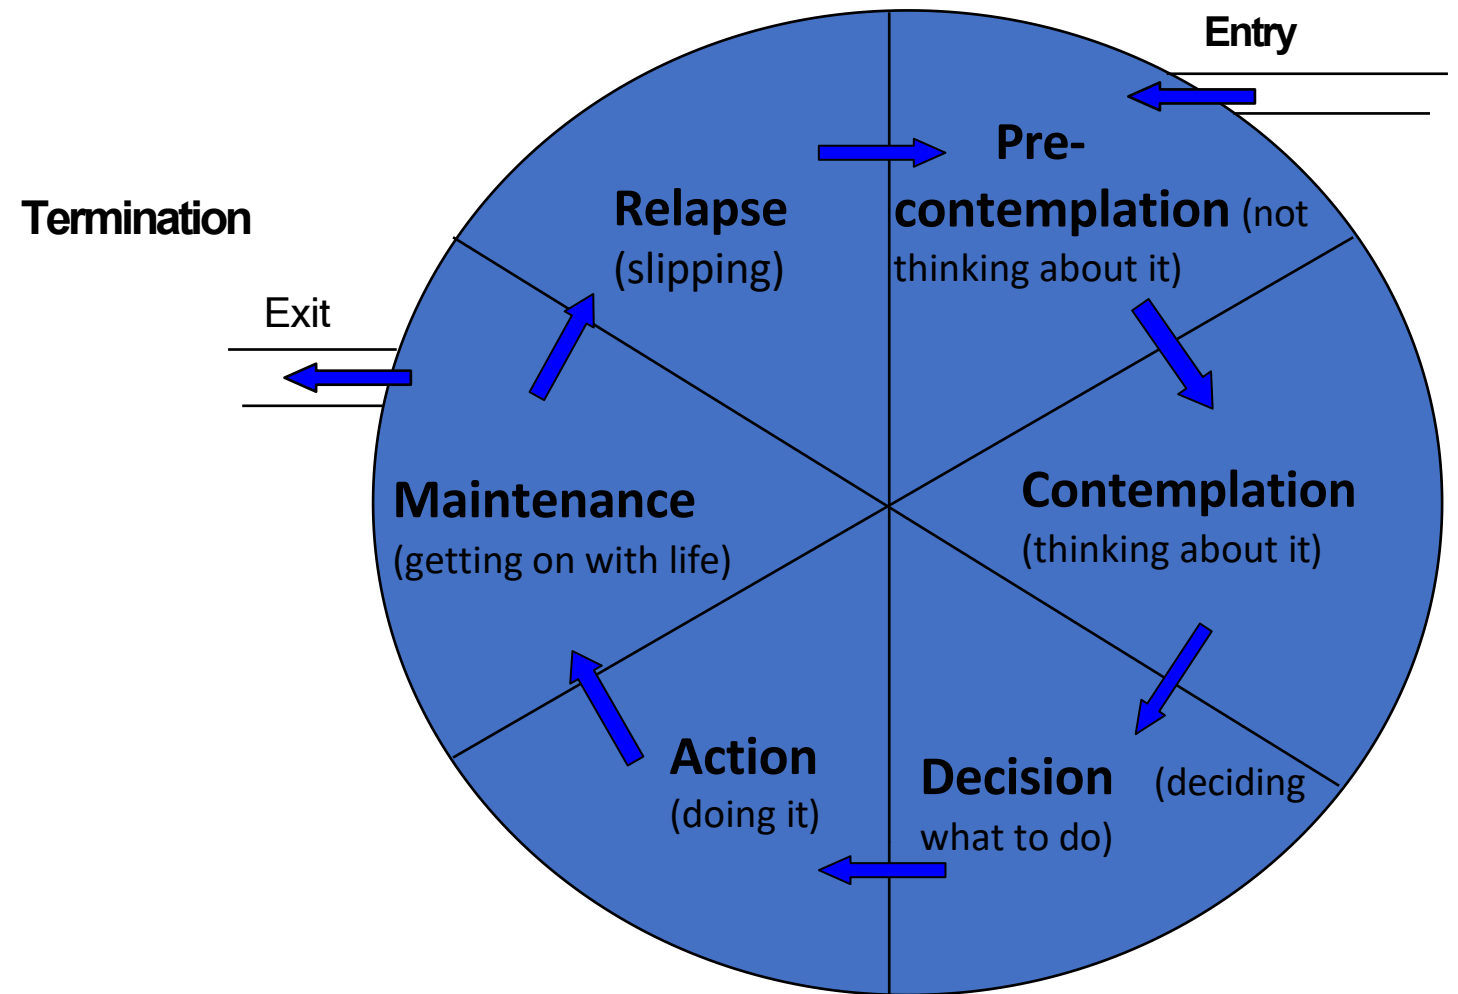 Entry
Pre-
contemplation (not
thinking about it)
Relapse
(slipping)
Termination
Exit
Maintenance
(getting on with life)
Contemplation
(thinking about it)
Action
(doing it)
Decision (deciding
what to do)